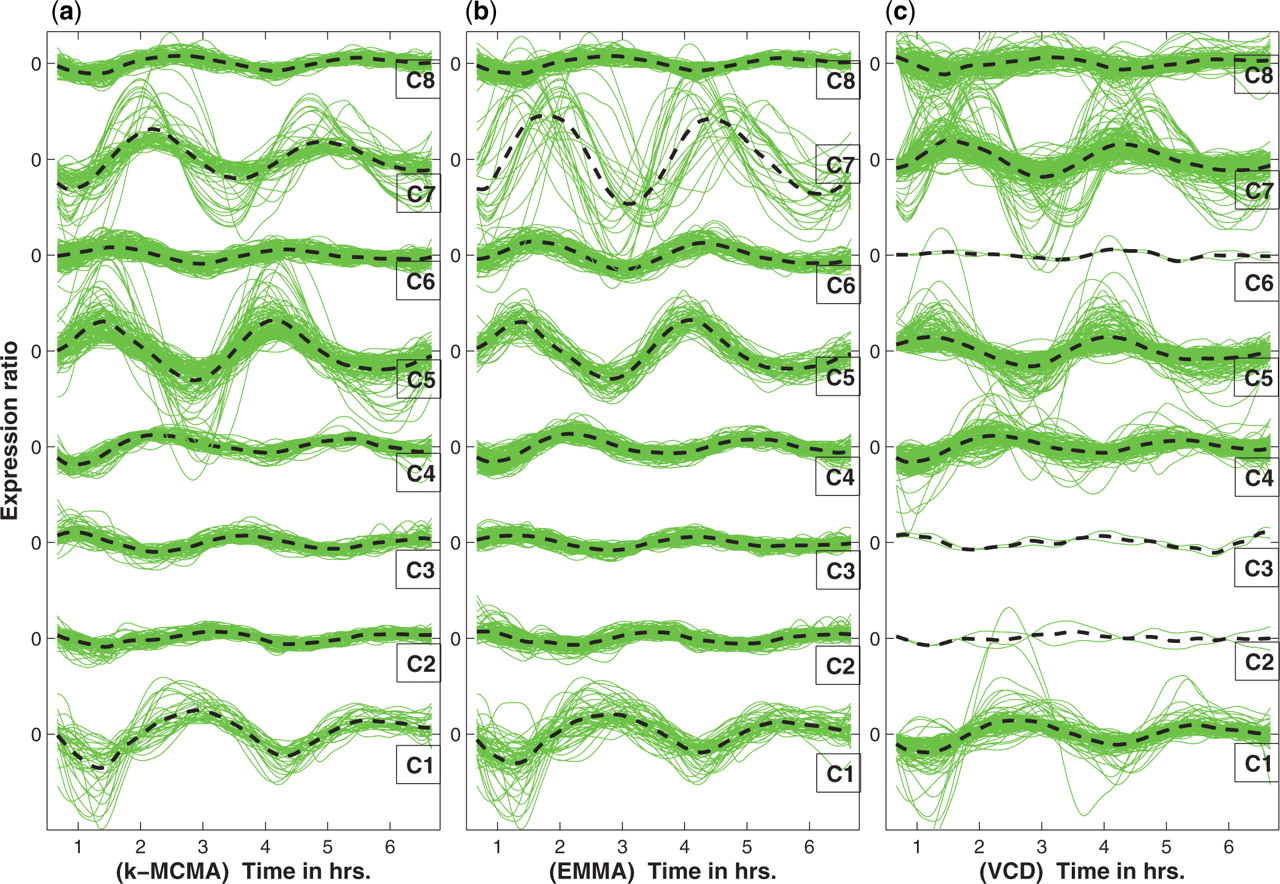 (a)
(b)
(c)
Expression ratio
0 C8
0 C7
0 C6
0 C5
0 C4
0 C3
0 C2
0 C1
1 2 3 4 5 6
(k−MCMA) Time in hrs.
0 C8
0 C7
0 C6
0 C5
0 C4
0 C3
0 C2
0 C1
1 2 3 4 5 6
(EMMA) Time in hrs.
0 C8
0 C7
0 C6
0 C5
0 C4
0 C3
0 C2
0 C1
1 2 3 4 5 6
(VCD) Time in hrs.